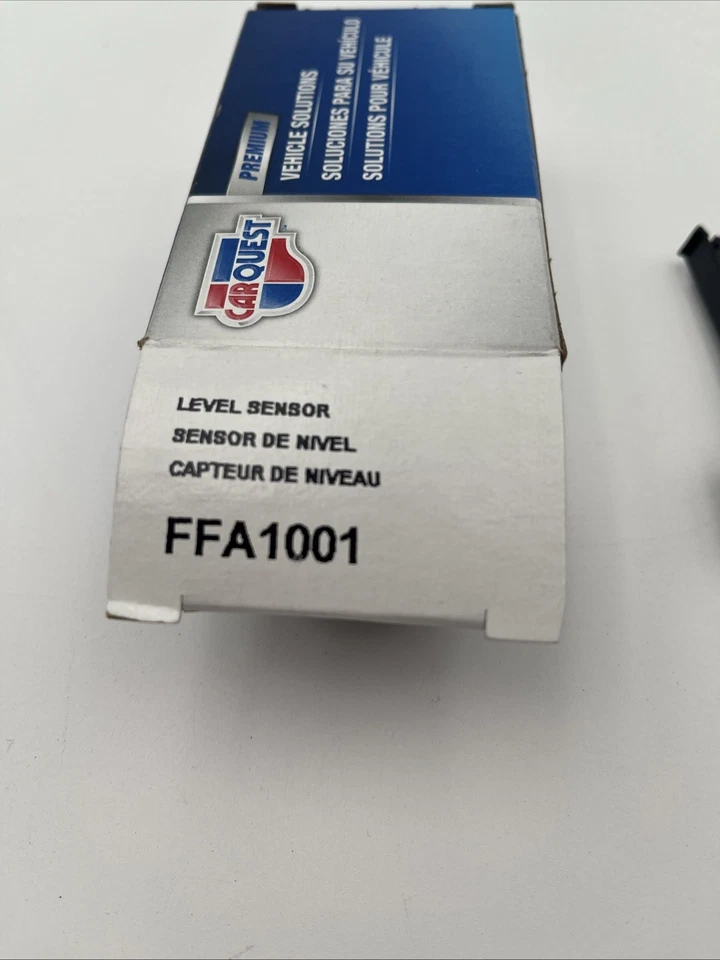 PREMIUM
VEHICLE SOLUTIONS
SOLUCIONES PARA SU VEHÍCULO
SOLUTIONS POUR VÉHICULE
CARQUEST
LEVEL SENSOR
SENSOR DE NIVEL
CAPTEUR DE NIVEAU
FFA1001